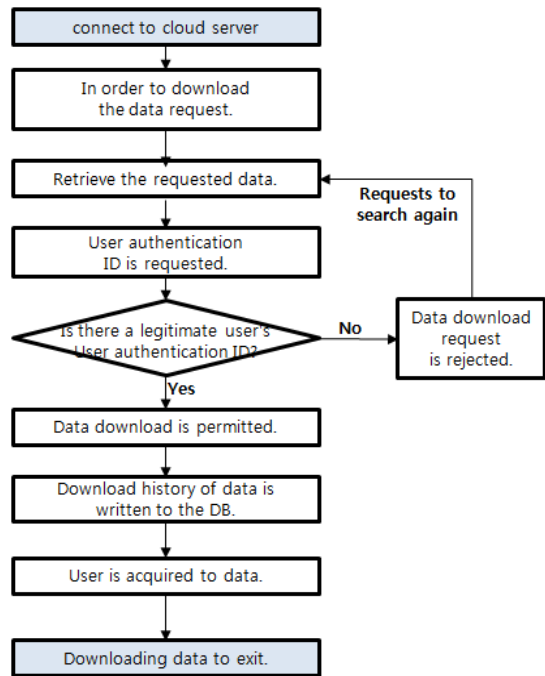 connect to cloud server
In order to download
the data request.
Retrieve the requested data.
Requests to
search again
User authentication
ID is requested.
Is there a legitimate user's
User authentication ID?
No
Data download
request
is rejected.
Yes
Data download is permitted.
Download history of data is
written to the DB.
User is acquired to data.
Downloading data to exit.